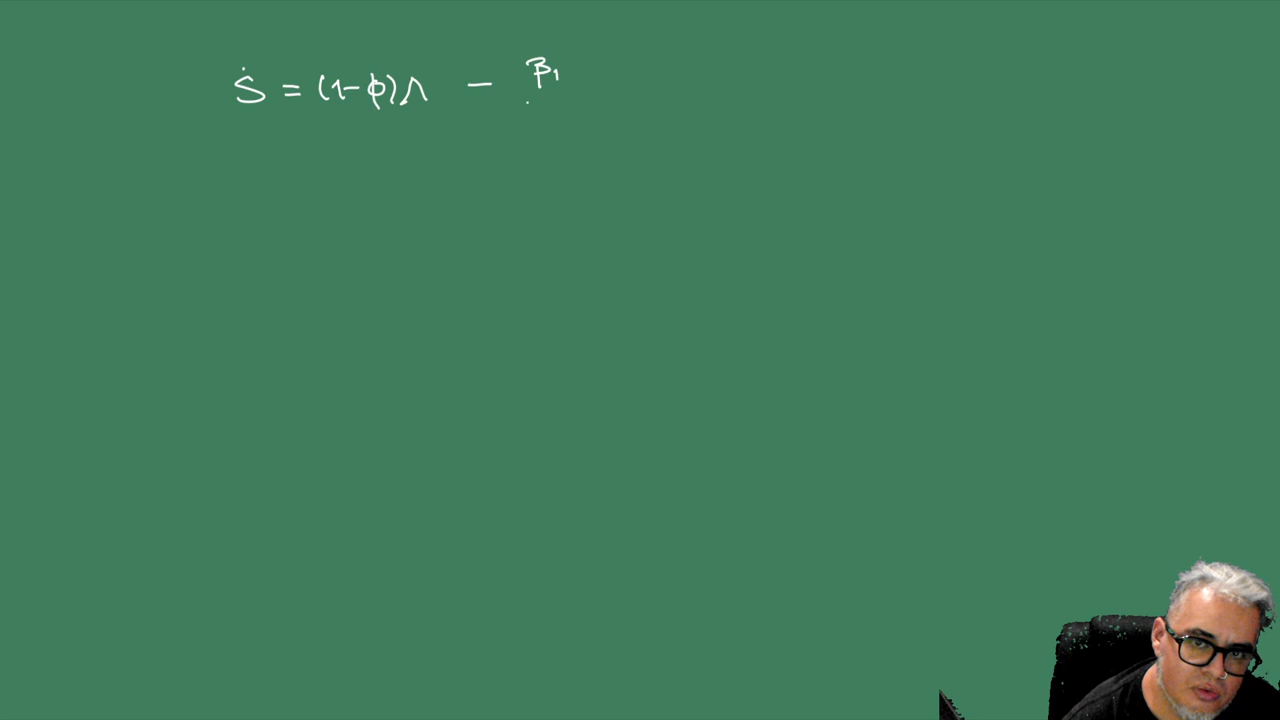 Ṡ = (1-φ)Λ - β₁